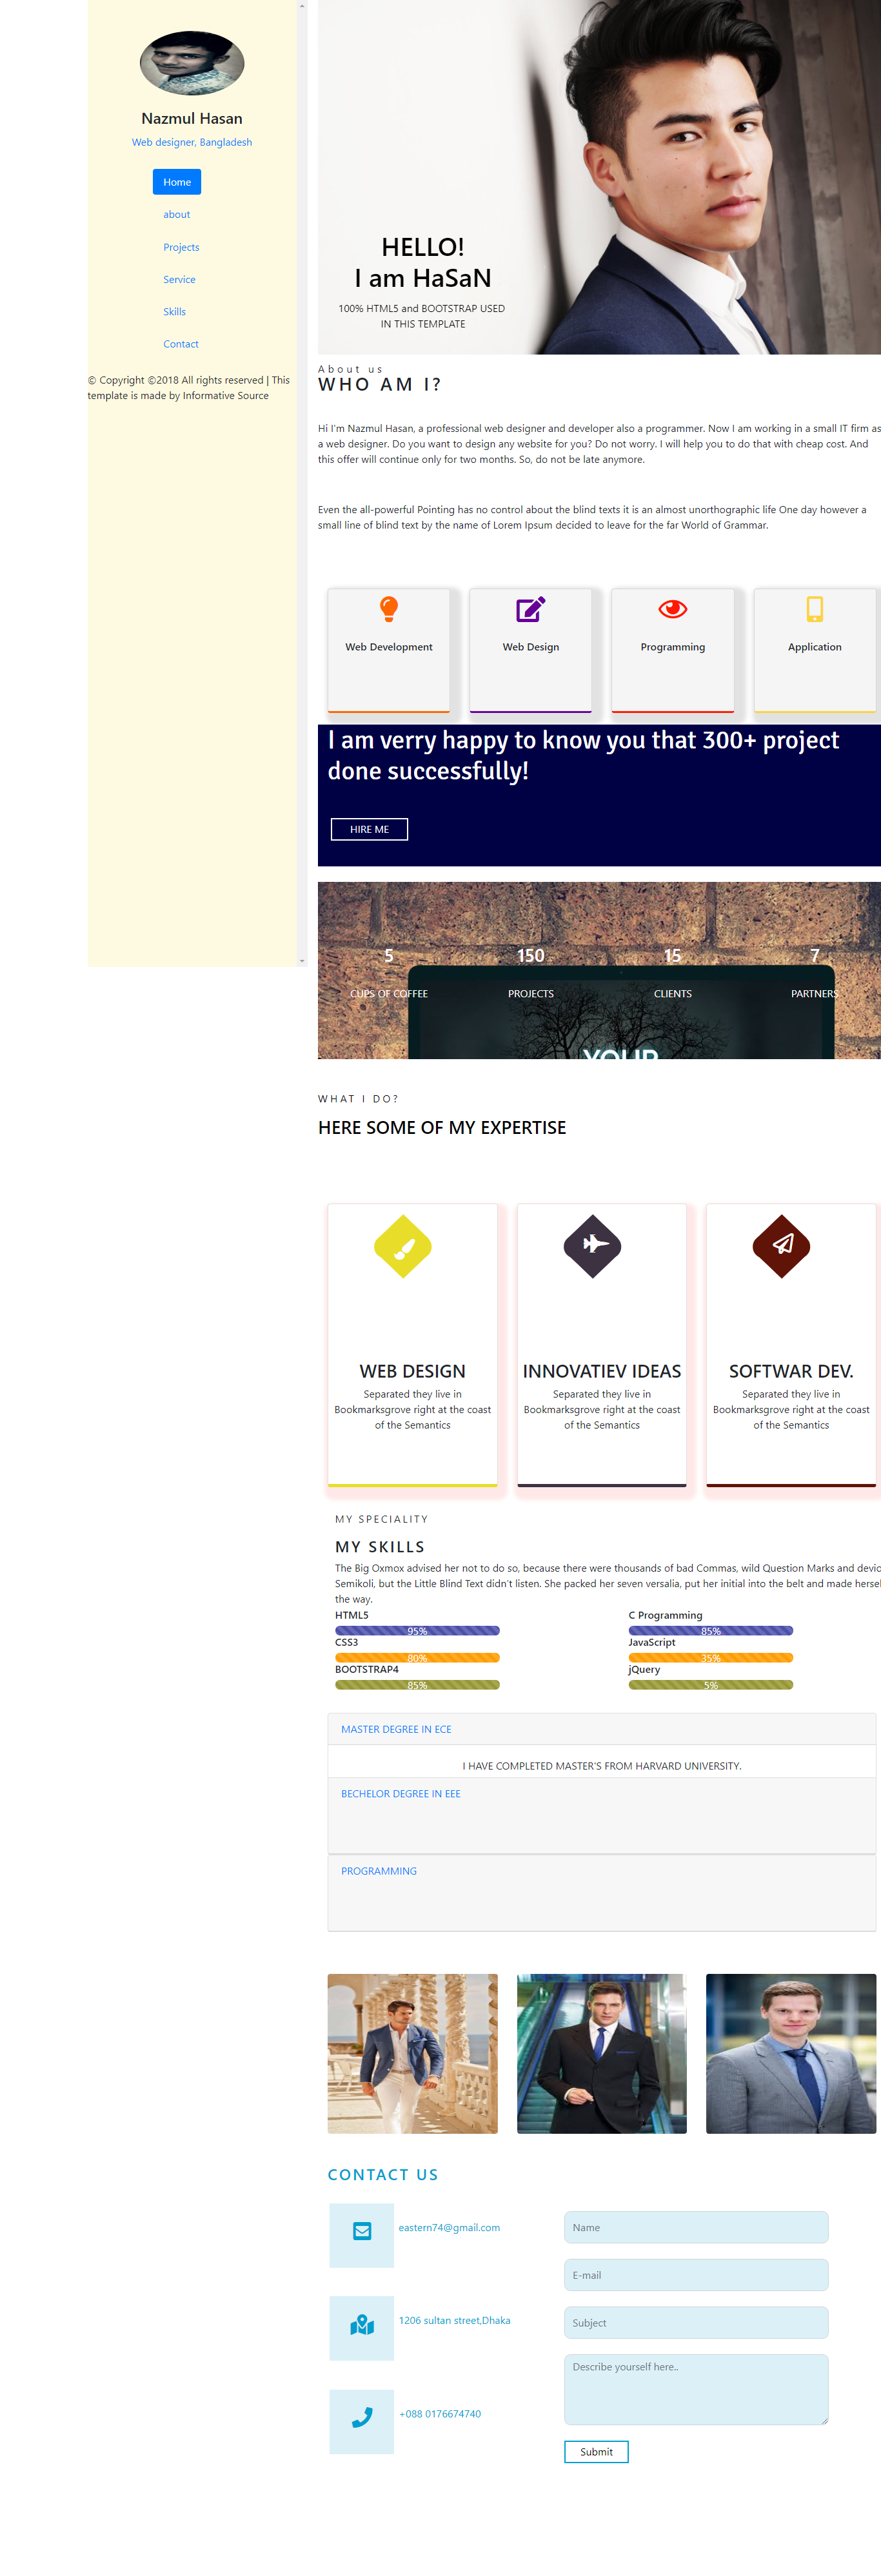 Nazmul Hasan
Web designer, Bangladesh
Home
about
Projects
Service
Skills
Contact
© Copyright ©2018 All rights reserved | This
template is made by Informative Source
HELLO!
I am HaSaN
100% HTML5 and BOOTSTRAP USED
IN THIS TEMPLATE
About us
WHO AM I?
Hi I'm Nazmul Hasan, a professional web designer and developer also a programmer. Now I am working in a small IT firm as
a web designer. Do you want to design any website for you? Do not worry. I will help you to do that with cheap cost. And
this offer will continue only for two months. So, do not be late anymore.
Even the all-powerful Pointing has no control about the blind texts it is an almost unorthographic life One day however a
small line of blind text by the name of Lorem Ipsum decided to leave for the far World of Grammar.
Web Development
Web Design
Programming
Application
I am verry happy to know you that 300+ project
done successfully!
HIRE ME
5
150
15
7
CUPS OF COFFEE
PROJECTS
CLIENTS
PARTNERS
YOUR
WHAT I DO?
HERE SOME OF MY EXPERTISE
WEB DESIGN
Separated they live in
Bookmarksgrove right at the coast
of the Semantics
INNOVATIEV IDEAS
Separated they live in
Bookmarksgrove right at the coast
of the Semantics
SOFTWAR DEV.
Separated they live in
Bookmarksgrove right at the coast
of the Semantics
MY SPECIALITY
MY SKILLS
The Big Oxmox advised her not to do so, because there were thousands of bad Commas, wild Question Marks and
Semikoli, but the Little Blind Text didn't listen. She packed her seven versalia, put her initial into the belt and made
the way.
HTML5
95%
CSS3
80%
BOOTSTRAP4
85%
C Programming
85%
JavaScript
35%
jQuery
5%
MASTER DEGREE IN ECE
I HAVE COMPLETED MASTER'S FROM HARVARD UNIVERSITY.
BECHELOR DEGREE IN EEE
PROGRAMMING
CONTACT US
eastern74@gmail.com
1206 sultan street,Dhaka
+088 0176674740
Name
E-mail
Subject
Describe yourself here..
Submit